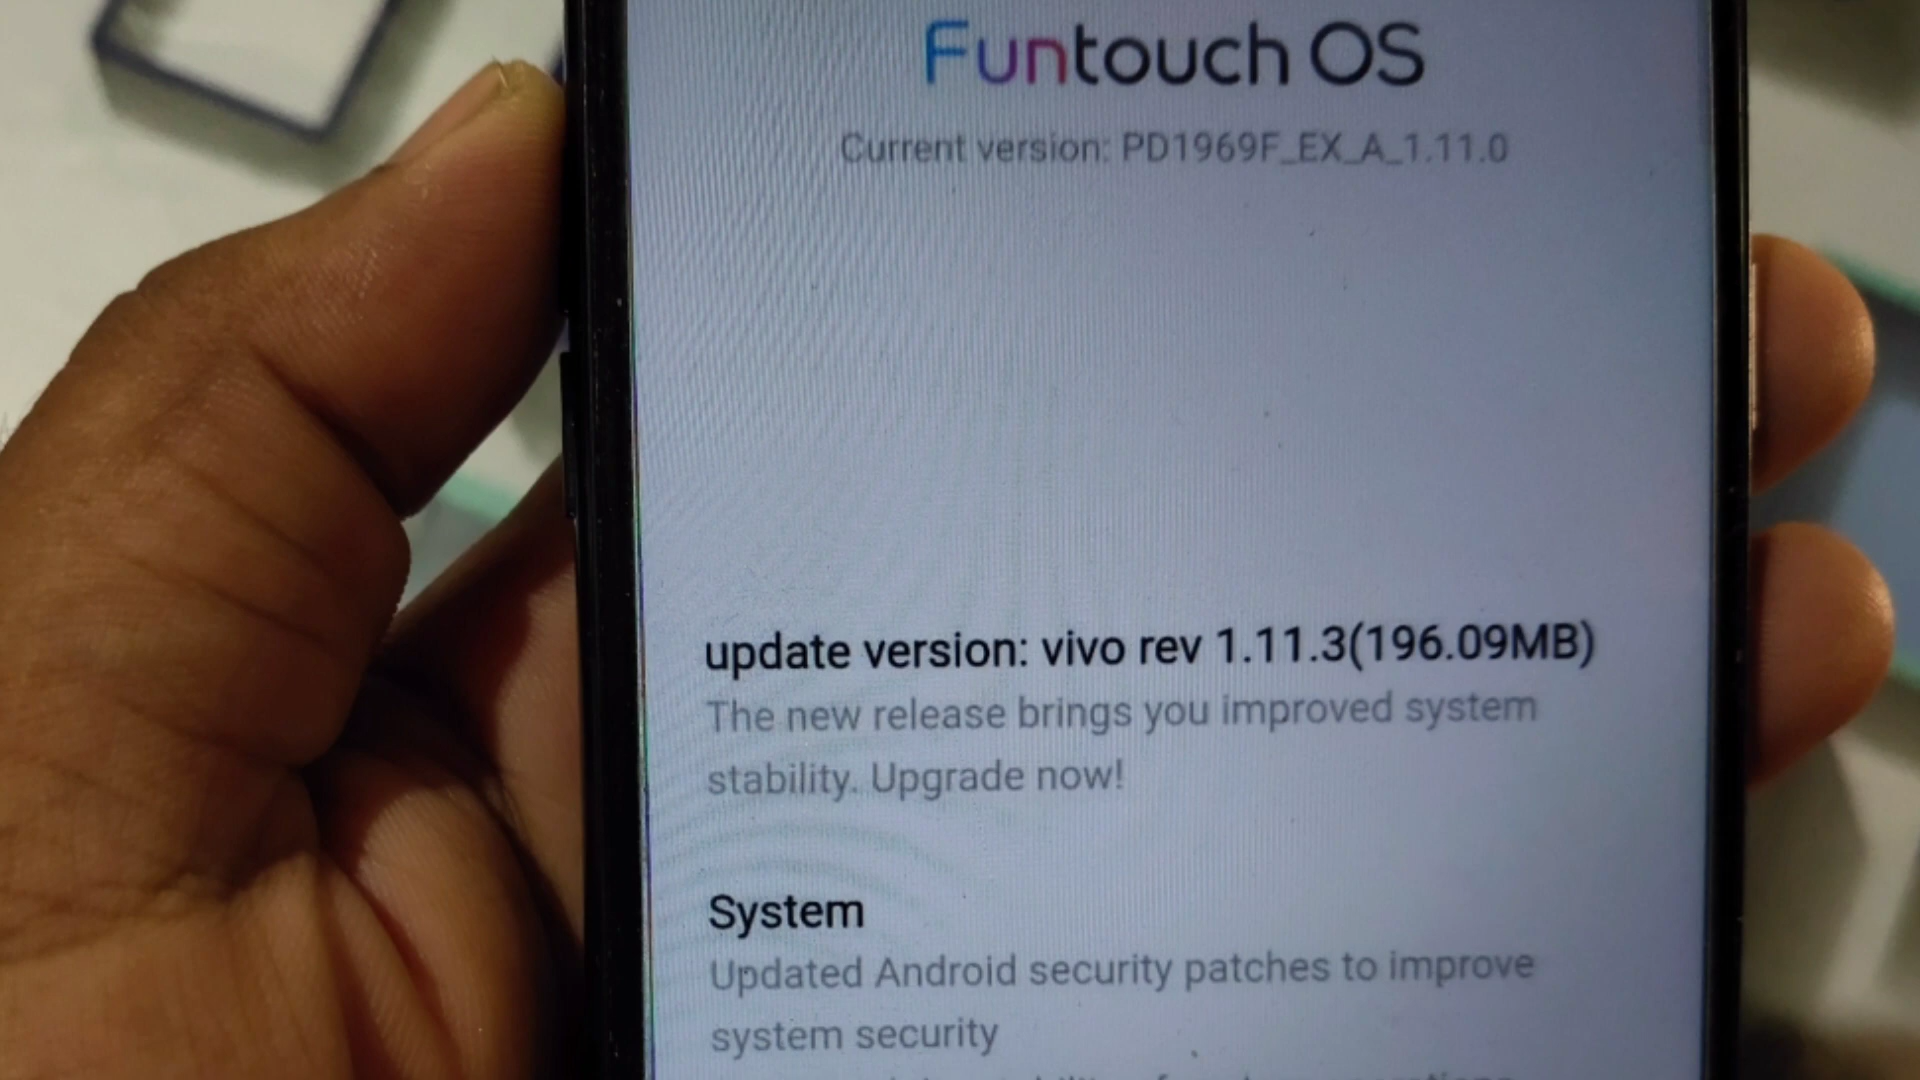 Funtouch OS
Current version: PD1969F_EX_A_1.11.0
update version: vivo rev 1.11.3(196.09MB)
The new release brings you improved system
stability. Upgrade now!
System
Updated Android security patches to improve
system security